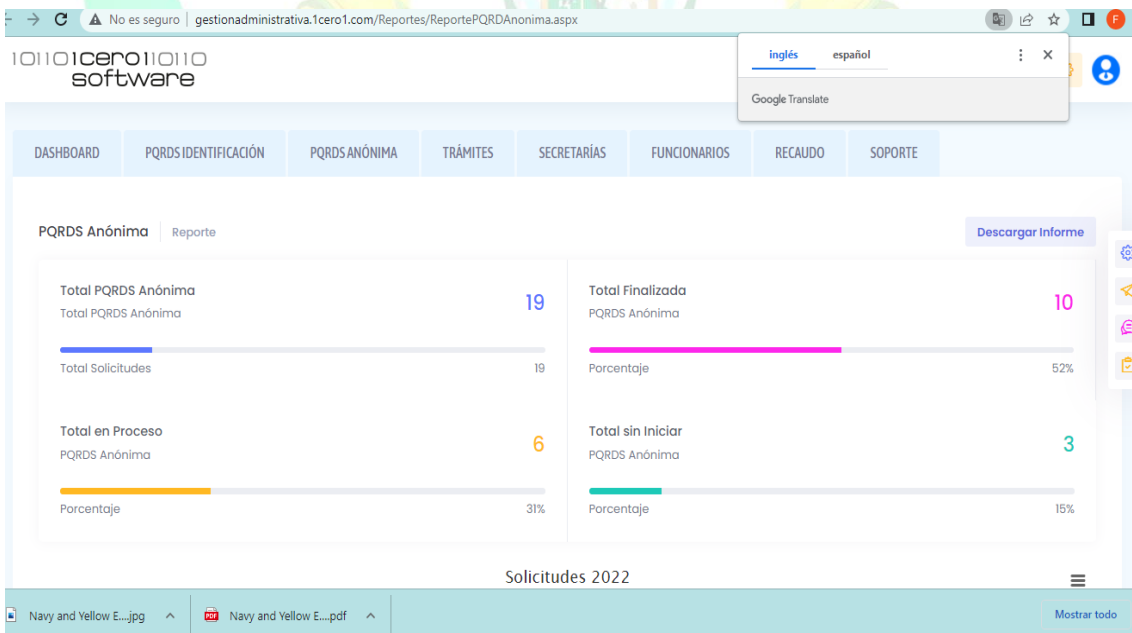 No es seguro | gestionadministrativa.1cero1.com/Reportes/ReportePQRDAnonima.aspx
F
101101cero1101110
software
inglés español
Google Translate
DASHBOARD PQRDS IDENTIFICACIÓN PQRDS ANÓNIMA TRÁMITES SECRETARÍAS FUNCIONARIOS RECAUDO SOPORTE
PQRDS Anónima Reporte Descargar Informe
Total PQRDS Anónima
Total PQRDS Anónima
19
Total Solicitudes 19
Total Finalizada
PQRDS Anónima
10
Porcentaje 52%
Total en Proceso
PQRDS Anónima
6
Porcentaje 31%
Total sin Iniciar
PQRDS Anónima
3
Porcentaje 15%
Solicitudes 2022
Navy and Yellow E....jpg PDF Navy and Yellow E....pdf Mostrar todo